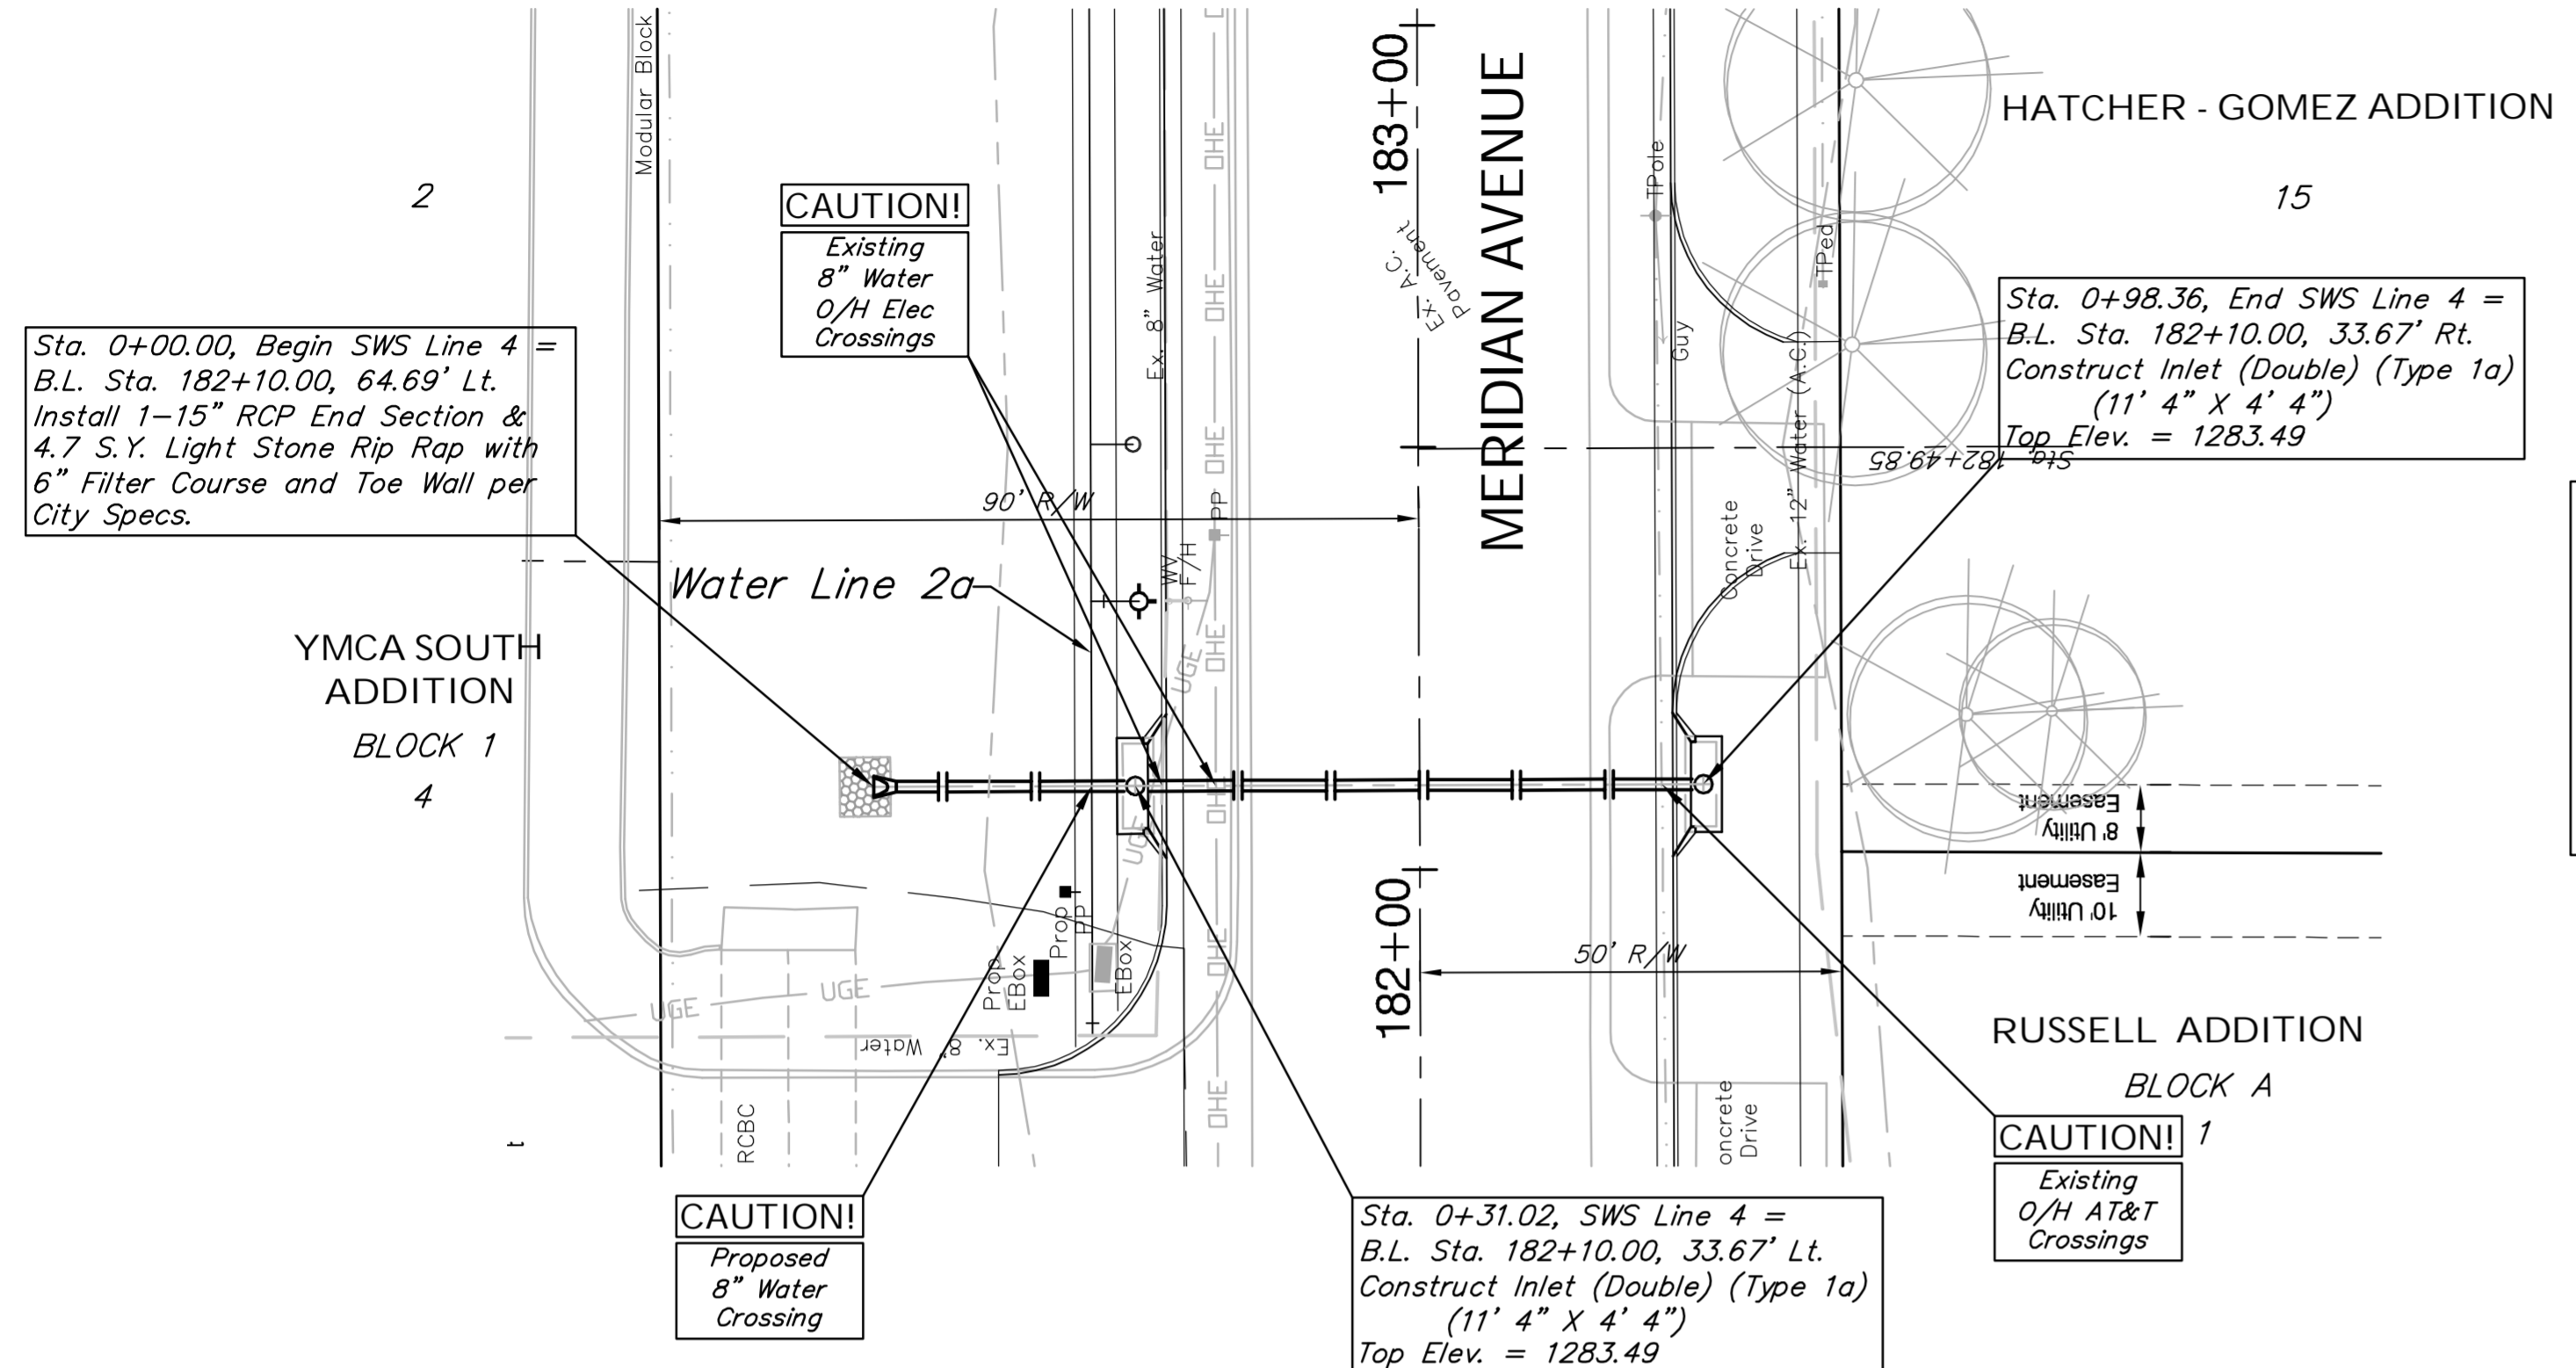 Modular Block
183+00
MERIDIAN AVENUE
HATCHER - GOMEZ ADDITION
2
15
CAUTION!
Existing
8" Water
O/H Elec
Crossings
Ex. 8" Water
Ex. A.C.
Pavement
TPole
Guy
TPed
Sta. 0+00.00, Begin SWS Line 4 =
B.L. Sta. 182+10.00, 64.69' Lt.
Install 1-15" RCP End Section &
4.7 S.Y. Light Stone Rip Rap with
6" Filter Course and Toe Wall per
City Specs.
Sta. 0+98.36, End SWS Line 4 =
B.L. Sta. 182+10.00, 33.67' Rt.
Construct Inlet (Double) (Type 1a)
(11' 4" X 4' 4")
Top Elev. = 1283.49
Sta. 182+49.85
OHE
OHE
OHE
OHE
OHE
OHE
OHE
OHE
90' R/W
PP
WV
F/H
Water Line 2a
UGE
Concrete
Drive
Ex. 12" Water (A.C.)
YMCA SOUTH
ADDITION
BLOCK 1
4
UGE
8' Utility
Easement
10' Utility
Easement
182+00
50' R/W
Prop
PP
Prop
EBox
EBox
UGE
UGE
Ex. 8" Water
RCBC
oncrete
Drive
RUSSELL ADDITION
BLOCK A
1
CAUTION!
Existing
O/H AT&T
Crossings
t
CAUTION!
Proposed
8" Water
Crossing
Sta. 0+31.02, SWS Line 4 =
B.L. Sta. 182+10.00, 33.67' Lt.
Construct Inlet (Double) (Type 1a)
(11' 4" X 4' 4")
Top Elev. = 1283.49